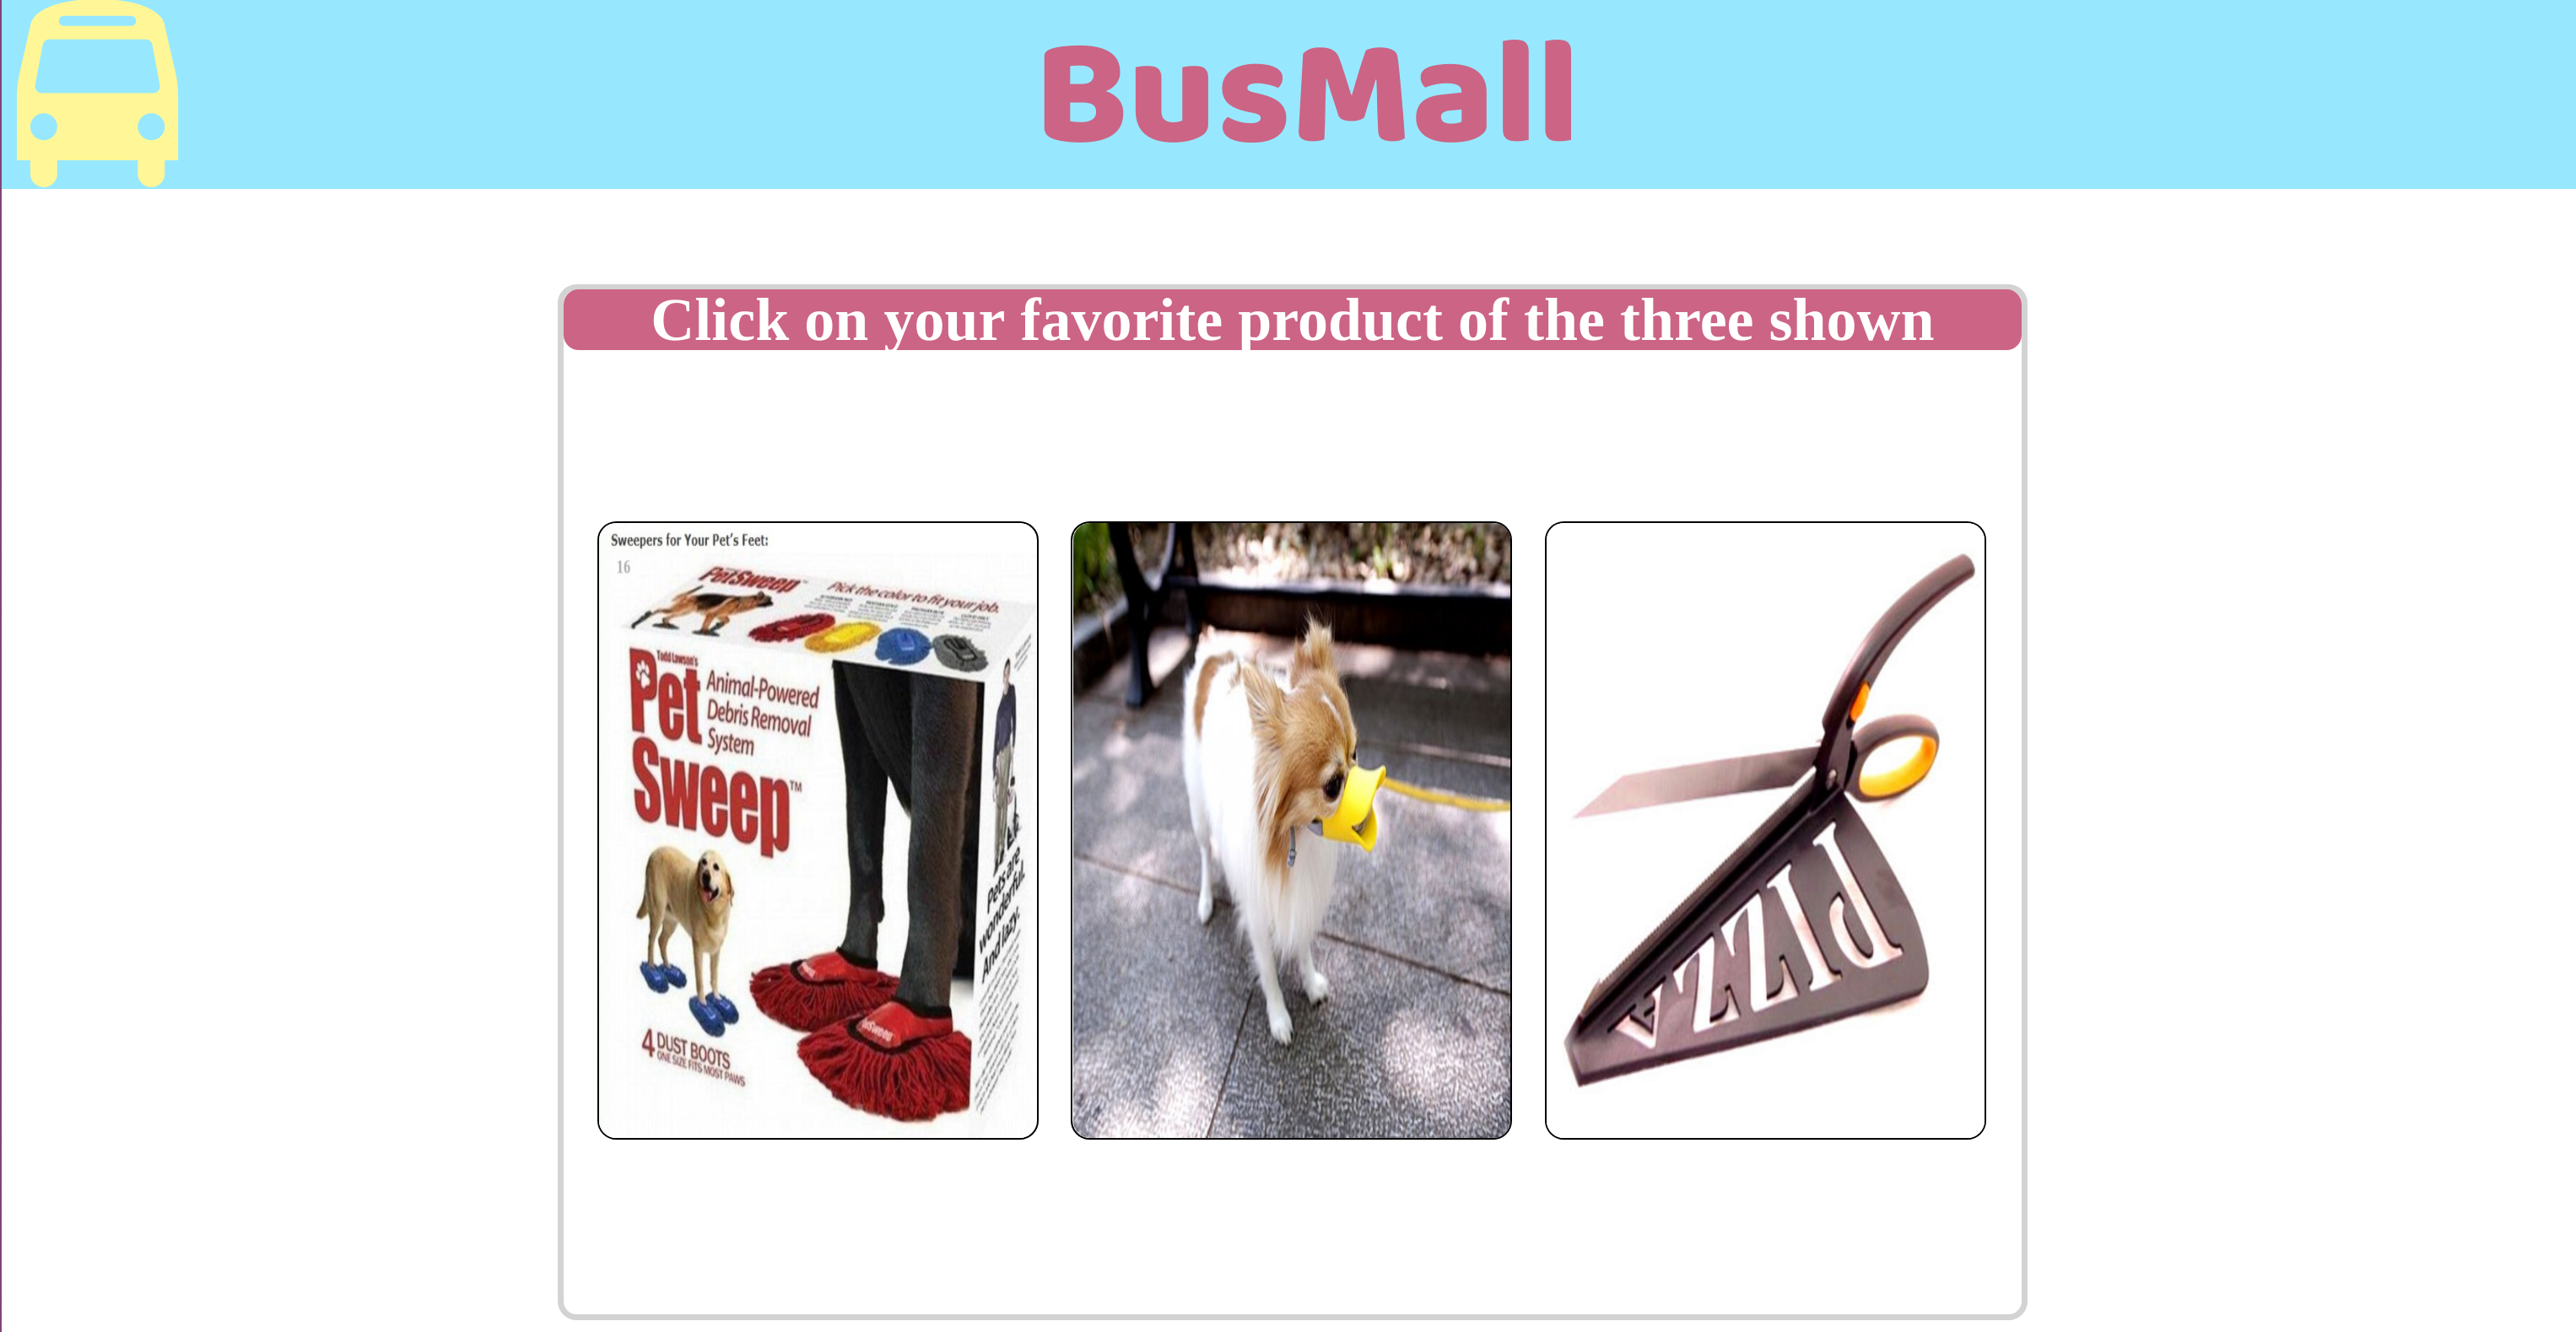 BusMall
Click on your favorite product of the three shown
Sweepers for Your Pet's Feet:
16
PetSweep™
Pick the color to fit your job.
Todd Lawson's
Pet
Sweep™
Animal-Powered
Debris Removal
System
Pets are
wonderful.
And lazy.
PetSweep
4 DUST BOOTS
ONE SIZE FITS MOST PAWS
PIZZA